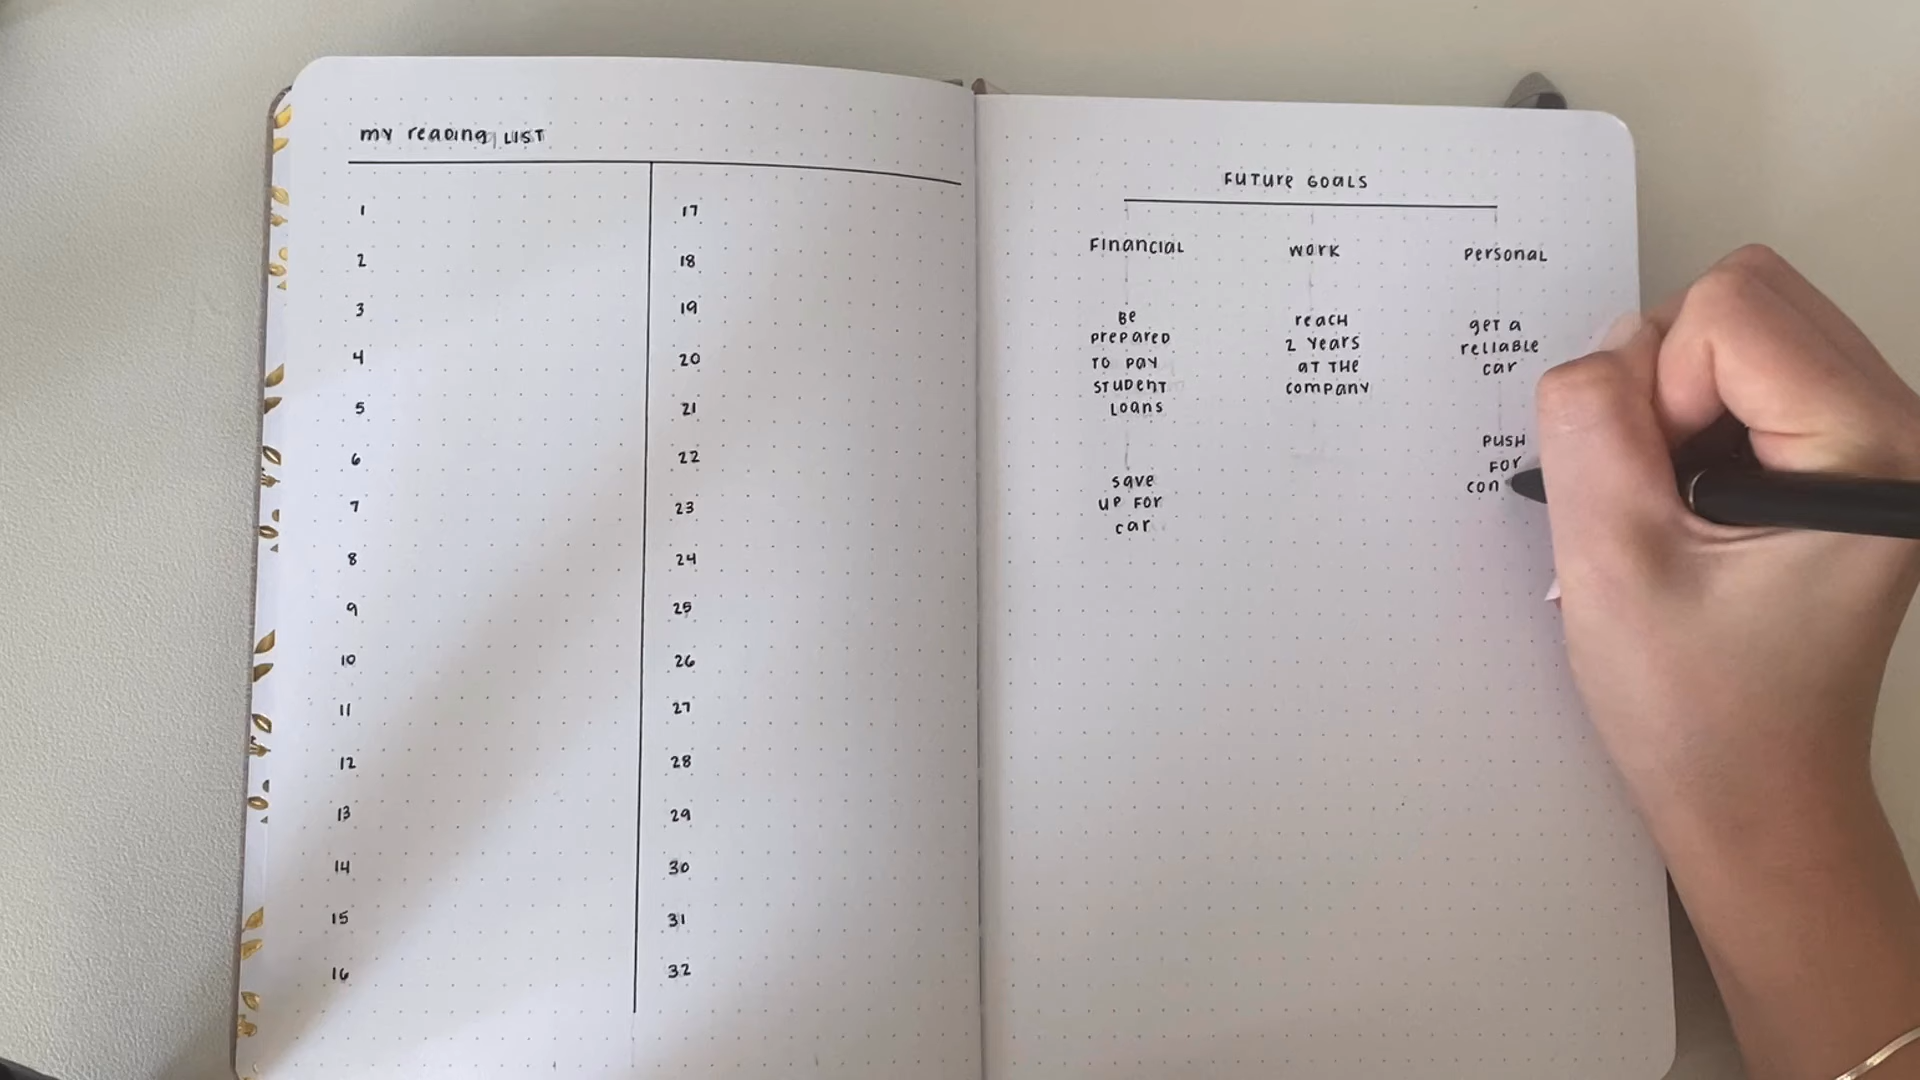 my reading LIST
1
2
3
4
5
6
7
8
9
10
11
12
13
14
15
16
17
18
19
20
21
22
23
24
25
26
27
28
29
30
31
32
FUTURE GOALS
FINANCIAL
Be
prepared
TO pay
STUDENT
Loans
save
UP FOR
car
WORK
reach
2 years
at THE
company
Personal
get a
reliable
car
PUSH
FOR
con